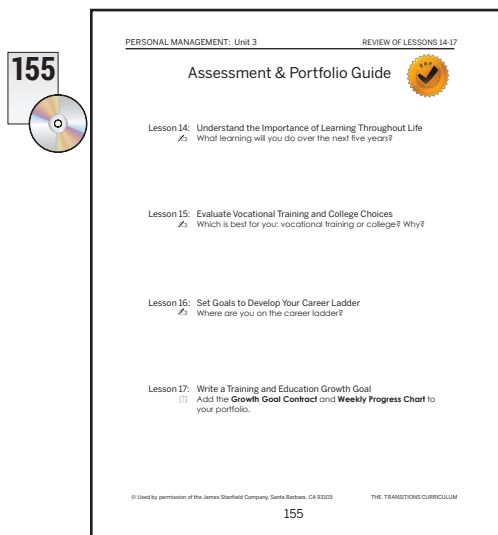 155
PERSONAL MANAGEMENT: Unit 3 REVIEW OF LESSONS 14-17
Assessment & Portfolio Guide
TOP
Lesson 14: Understand the Importance of Learning Throughout Life
What learning will you do over the next five years?
Lesson 15: Evaluate Vocational Training and College Choices
Which is best for you: vocational training or college? Why?
Lesson 16: Set Goals to Develop Your Career Ladder
Where are you on the career ladder?
Lesson 17: Write a Training and Education Growth Goal
Add the Growth Goal Contract and Weekly Progress Chart to
your portfolio.
© Used by permission of the James Stanfield Company, Santa Barbara, CA 93103 THE TRANSITIONS CURRICULUM
155